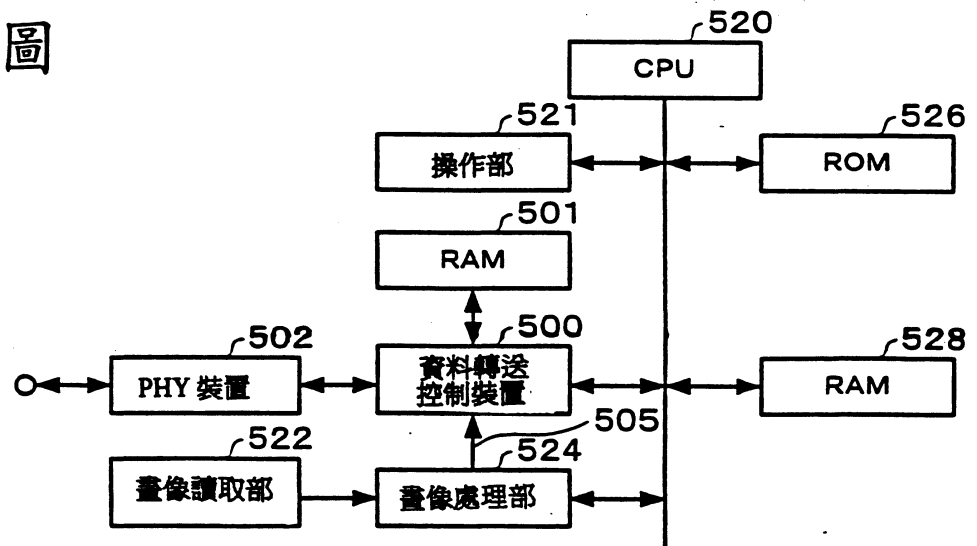 圖
520
CPU
521
操作部
526
ROM
501
RAM
502
PHY 裝置
500
資料轉送
控制裝置
528
RAM
505
522
畫像讀取部
524
畫像處理部